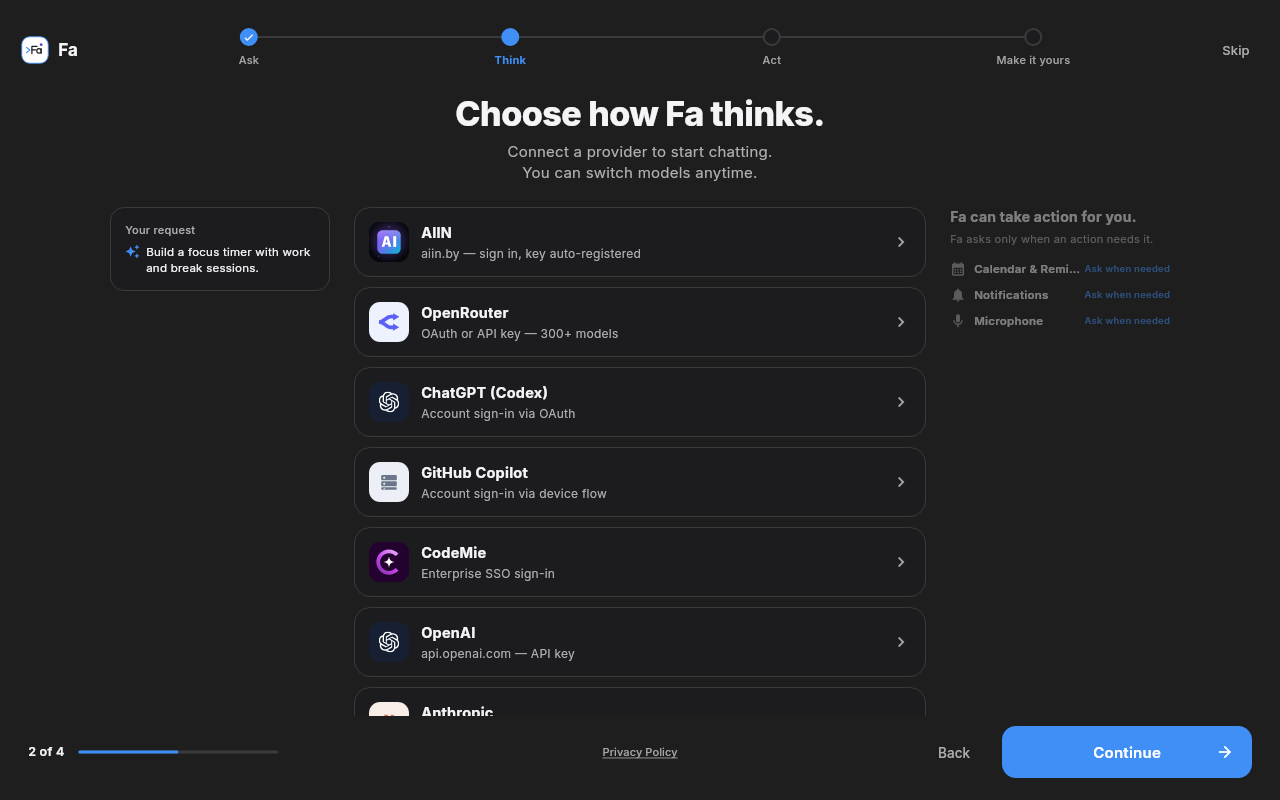 >Fa
Fa
Ask
Think
Act
Make it yours
Skip
Choose how Fa thinks.
Connect a provider to start chatting.
You can switch models anytime.
Your request
Build a focus timer with work
and break sessions.
AI
AIIN
aiin.by — sign in, key auto-registered
OpenRouter
OAuth or API key — 300+ models
ChatGPT (Codex)
Account sign-in via OAuth
GitHub Copilot
Account sign-in via device flow
CodeMie
Enterprise SSO sign-in
OpenAI
api.openai.com — API key
Anthropic
Fa can take action for you.
Fa asks only when an action needs it.
Calendar & Remi... Ask when needed
Notifications Ask when needed
Microphone Ask when needed
2 of 4
Privacy Policy
Back
Continue